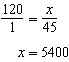 120/1 = x/45
x = 5400